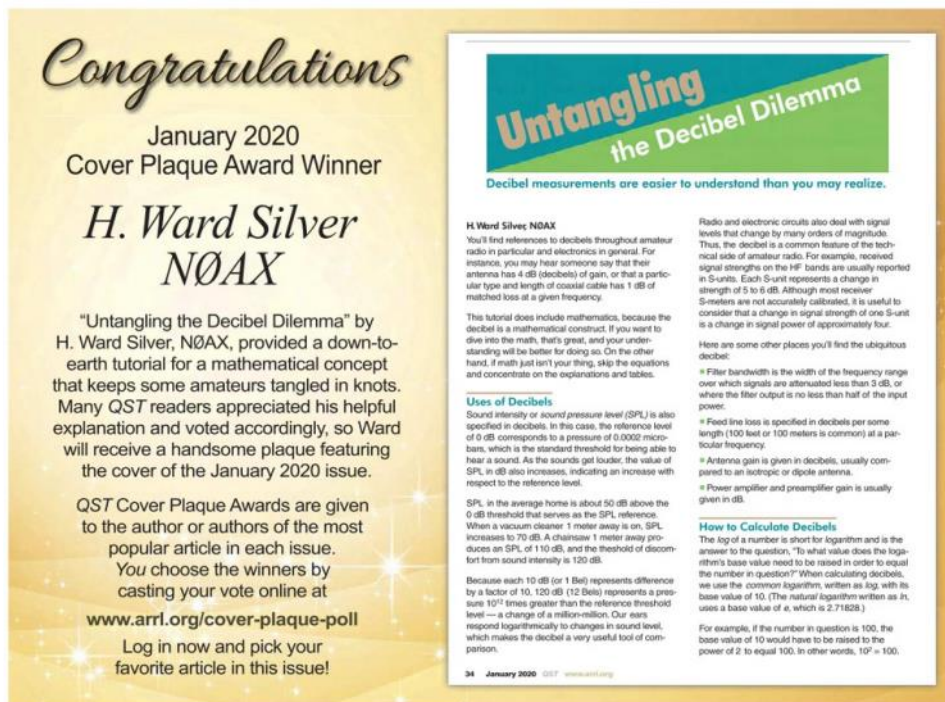 Congratulations
January 2020
Cover Plaque Award Winner
H. Ward Silver
NØAX
“Untangling the Decibel Dilemma” by
H. Ward Silver, NØAX, provided a down-to-
earth tutorial for a mathematical concept
that keeps some amateurs tangled in knots.
Many QST readers appreciated his helpful
explanation and voted accordingly, so Ward
will receive a handsome plaque featuring
the cover of the January 2020 issue.
QST Cover Plaque Awards are given
to the author or authors of the most
popular article in each issue.
You choose the winners by
casting your vote online at
www.arrl.org/cover-plaque-poll
Log in now and pick your
favorite article in this issue!
Untangling
the Decibel Dilemma
Decibel measurements are easier to understand than you may realize.
H. Ward Silver, NØAX
You’ll find references to decibels throughout amateur
radio in particular and electronics in general. For
instance, you may hear someone say that their
antenna has 4 dB (decibels) of gain, or that a partic-
ular type and length of coaxial cable has 1 dB of
matched loss at a given frequency.
This tutorial does include mathematics, because the
decibel is a mathematical construct. If you want to
dive into the math, that’s great, and your under-
standing will be better for doing so. On the other
hand, if math just isn’t your thing, skip the equations
and concentrate on the explanations and tables.
Uses of Decibels
Sound intensity or sound pressure level (SPL) is also
specified in decibels. In this case, the reference level
of 0 dB corresponds to a pressure of 0.0002 micro-
bars, which is the standard threshold for being able to
hear a sound. As the sounds get louder, the value of
SPL in dB also increases, indicating an increase with
respect to the reference level.
SPL in the average home is about 50 dB above the
0 dB threshold that serves as the SPL reference.
When a vacuum cleaner 1 meter away is on, SPL
increases to 70 dB. A chainsaw 1 meter away pro-
duces an SPL of 110 dB, and the theshold of discom-
fort from sound intensity is 120 dB.
Because each 10 dB (or 1 Bel) represents difference
by a factor of 10, 120 dB (12 Bels) represents a pres-
sure 10¹² times greater than the reference threshold
level — a change of a million-million. Our ears
respond logarithmically to changes in sound level,
which makes the decibel a very useful tool of com-
parison.
Radio and electronic circuits also deal with signal
levels that change by many orders of magnitude.
Thus, the decibel is a common feature of the tech-
nical side of amateur radio. For example, received
signal strengths on the HF bands are usually reported
in S-units. Each S-unit represents a change in
strength of 5 to 6 dB. Although most receiver
S-meters are not accurately calibrated, it is useful to
consider that a change in signal strength of one S-unit
is a change in signal power of approximately four.
Here are some other places you’ll find the ubiquitous
decibel:
■ Filter bandwidth is the width of the frequency range
over which signals are attenuated less than 3 dB, or
where the filter output is no less than half of the input
power.
■ Feed line loss is specified in decibels per some
length (100 feet or 100 meters is common) at a par-
ticular frequency.
■ Antenna gain is given in decibels, usually com-
pared to an isotropic or dipole antenna.
■ Power amplifier and preamplifier gain is usually
given in dB.
How to Calculate Decibels
The log of a number is short for logarithm and is the
answer to the question, “To what value does the loga-
rithm’s base value need to be raised in order to equal
the number in question?” When calculating decibels,
we use the common logarithm, written as log, with its
base value of 10. (The natural logarithm written as ln,
uses a base value of e, which is 2.71828.)
For example, if the number in question is 100, the
base value of 10 would have to be raised to the
power of 2 to equal 100. In other words, 10² = 100.
34 January 2020 QST www.arrl.org